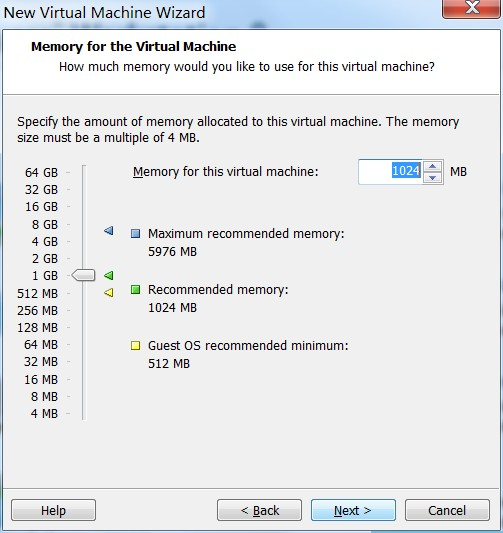 New Virtual Machine Wizard
Memory for the Virtual Machine
How much memory would you like to use for this virtual machine?
Specify the amount of memory allocated to this virtual machine. The memory
size must be a multiple of 4 MB.
64 GB
32 GB
16 GB
8 GB
4 GB
2 GB
1 GB
512 MB
256 MB
128 MB
64 MB
32 MB
16 MB
8 MB
4 MB
Memory for this virtual machine: 1024 MB
Maximum recommended memory:
5976 MB
Recommended memory:
1024 MB
Guest OS recommended minimum:
512 MB
Help
< Back
Next >
Cancel